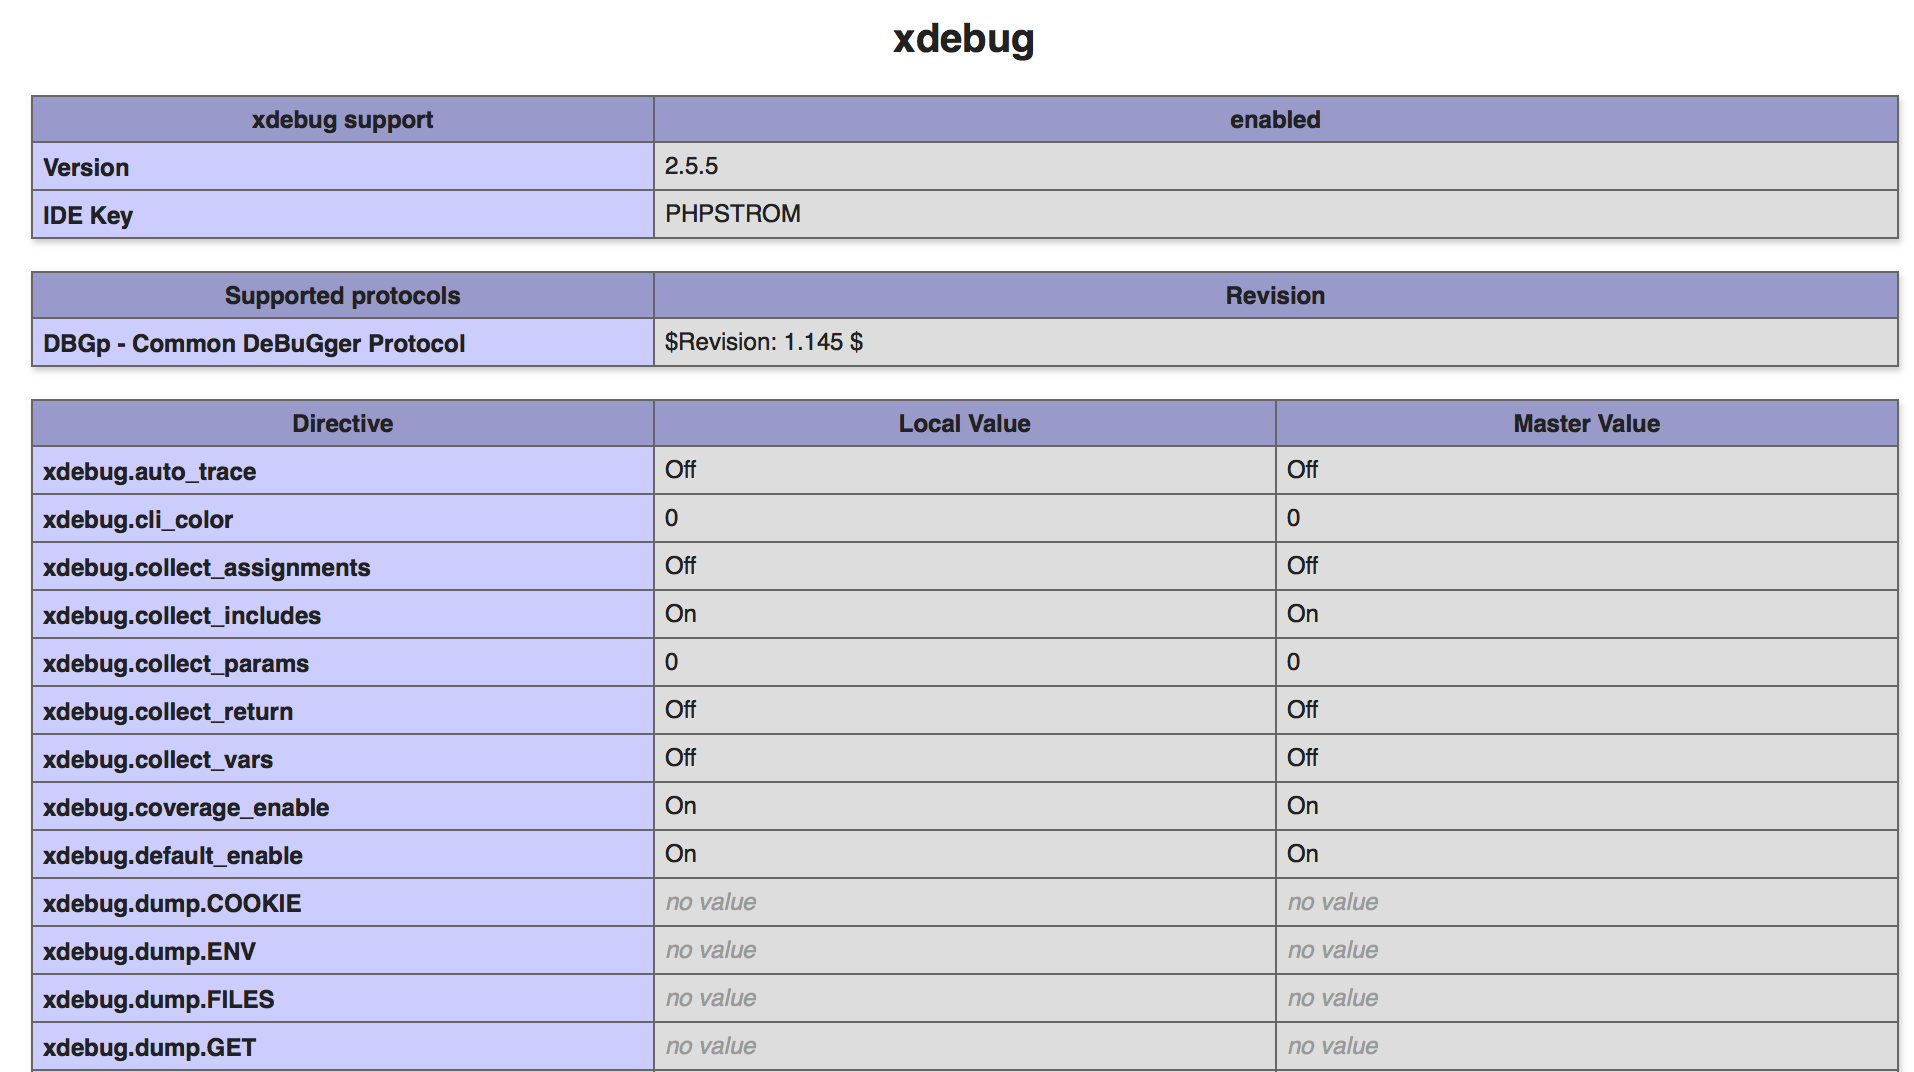 xdebug
xdebug support enabled
Version 2.5.5
IDE Key PHPSTROM
Supported protocols Revision
DBGp - Common DeBuGger Protocol $Revision: 1.145 $
Directive Local Value Master Value
xdebug.auto_trace Off Off
xdebug.cli_color 0 0
xdebug.collect_assignments Off Off
xdebug.collect_includes On On
xdebug.collect_params 0 0
xdebug.collect_return Off Off
xdebug.collect_vars Off Off
xdebug.coverage_enable On On
xdebug.default_enable On On
xdebug.dump.COOKIE no value no value
xdebug.dump.ENV no value no value
xdebug.dump.FILES no value no value
xdebug.dump.GET no value no value